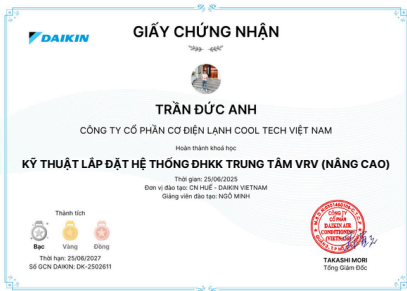 DAIKIN
GIẤY CHỨNG NHẬN
TRẦN ĐỨC ANH
CÔNG TY CỔ PHẦN CƠ ĐIỆN LẠNH COOL TECH VIỆT NAM
Hoàn thành khoá học
KỸ THUẬT LẮP ĐẶT HỆ THỐNG ĐHKK TRUNG TÂM VRV (NÂNG CAO)
Thời gian: 25/06/2025
Đơn vị đào tạo: CN HUẾ - DAIKIN VIETNAM
Giảng viên đào tạo: NGÔ MINH
Thành tích
Bạc Vàng Đồng
Thời hạn: 25/06/2027
Số GCN DAIKIN: DK-2502611
CÔNG TY
CỔ PHẦN
DAIKIN AIR
CONDITIONING
(VIETNAM)
TAKASHI MORI
Tổng Giám Đốc